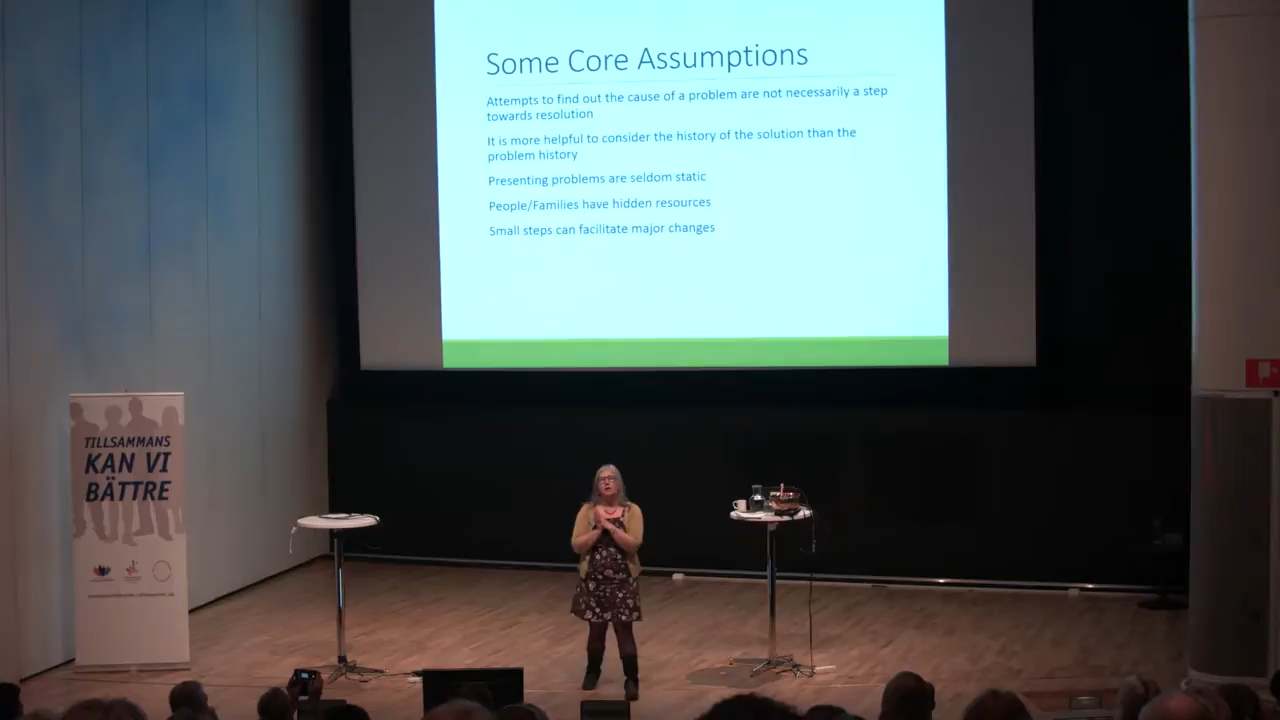 Some Core Assumptions
Attempts to find out the cause of a problem are not necessarily a step
towards resolution
It is more helpful to consider the history of the solution than the
problem history
Presenting problems are seldom static
People/Families have hidden resources
Small steps can facilitate major changes
TILLSAMMANS
KAN VI
BÄTTRE